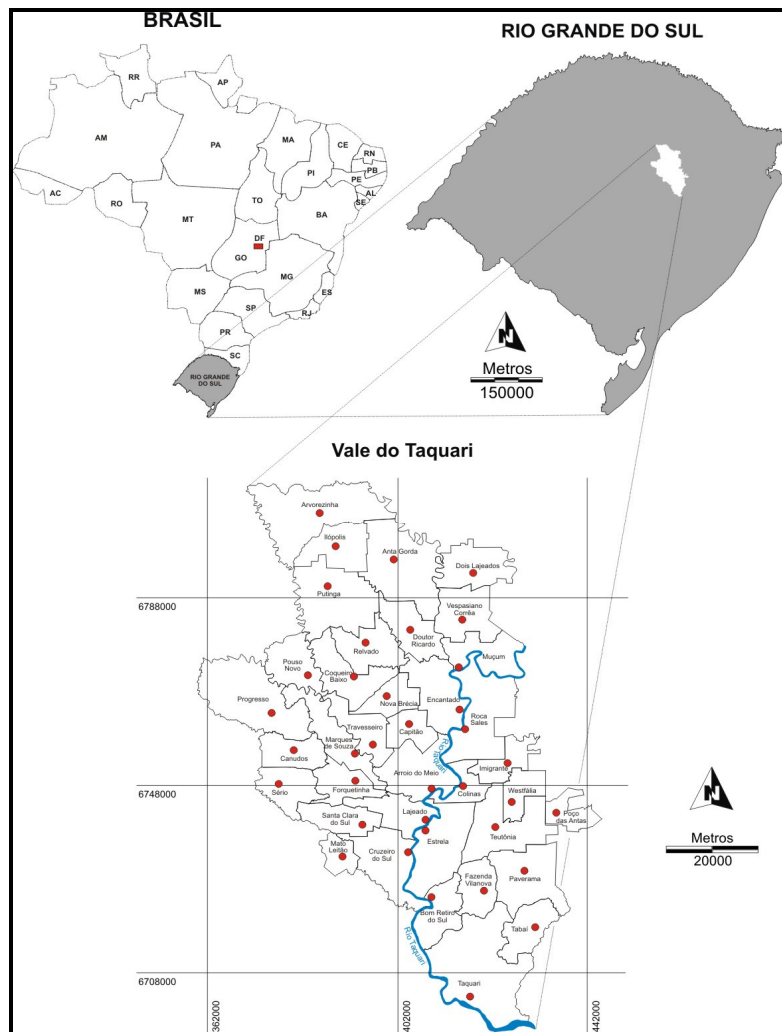 BRASIL
RIO GRANDE DO SUL
RR
AP
AM
PA
MA
CE
RN
PB
PE
PI
AL
SE
AC
RO
TO
BA
MT
DF
GO
MG
MS
ES
SP
RJ
PR
SC
RIO GRANDE
DO SUL
N
Metros
150000
Vale do Taquari
Arvorezinha
Ilópolis
Anta Gorda
Dois Lajeados
Putinga
6788000
Vespasiano
Corrêa
Doutor
Ricardo
Relvado
Muçum
Pouso
Novo
Coqueiro
Baixo
Nova Brécia
Encantado
Progresso
Roca
Sales
Travesseiro
Capitão
Marques
de Souza
Rio Taquari
Canudos
Imigrante
Arroio do Meio
6748000
Sério
Forquetinha
Colinas
Westfália
N
Metros
20000
Poço
das Antas
Santa Clara
do Sul
Lajeado
Estrela
Teutônia
Mato
Leitão
Cruzeiro
do Sul
Fazenda
Vilanova
Paverama
Bom Retiro
do Sul
Tabaí
Rio Taquari
6708000
Taquari
362000
402000
442000